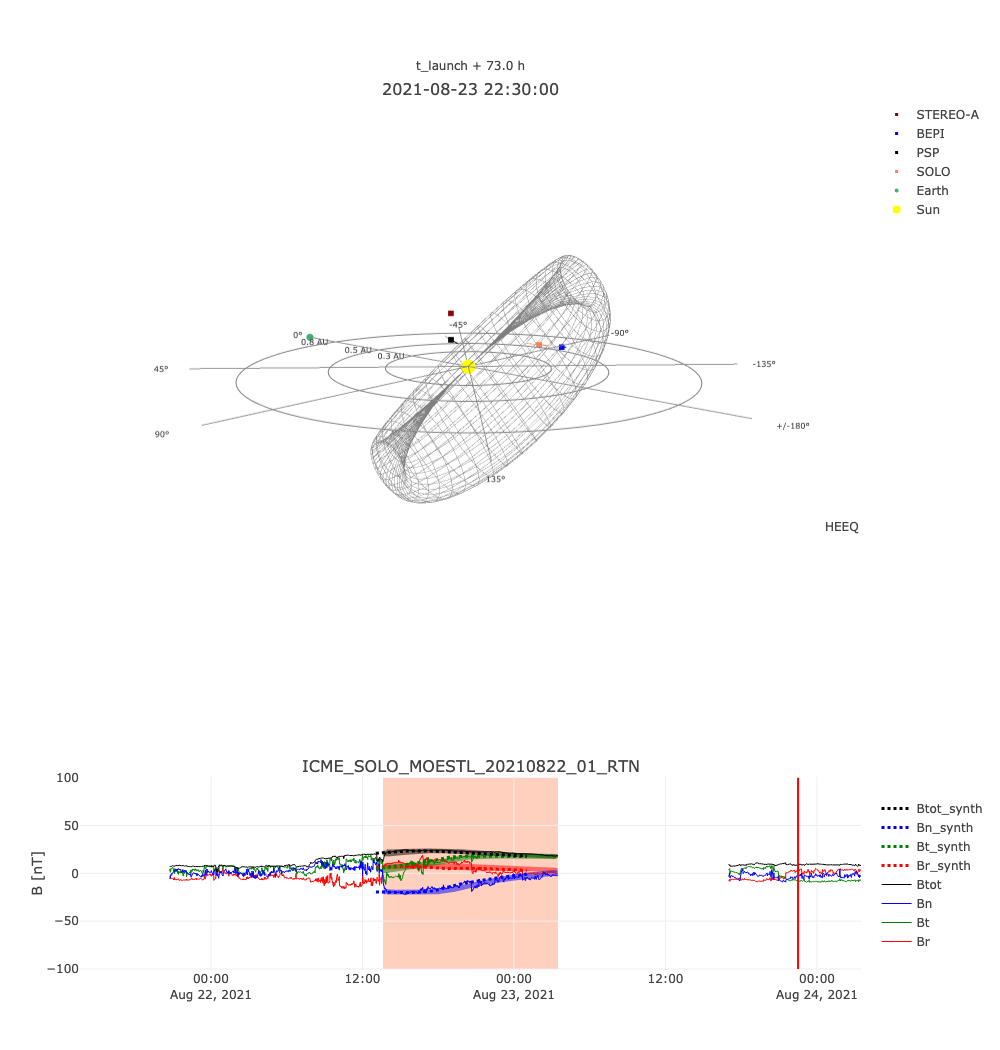 t_launch + 73.0 h
2021-08-23 22:30:00
STEREO-A
BEPI
PSP
SOLO
Earth
Sun
-45°
0°
0.8 AU
0.5 AU
0.3 AU
-90°
45°
-135°
90°
+/-180°
135°
HEEQ
ICME_SOLO_MOESTL_20210822_01_RTN
B [nT]
100
50
0
−50
−100
00:00
Aug 22, 2021
12:00
00:00
Aug 23, 2021
12:00
00:00
Aug 24, 2021
Btot_synth
Bn_synth
Bt_synth
Br_synth
Btot
Bn
Bt
Br